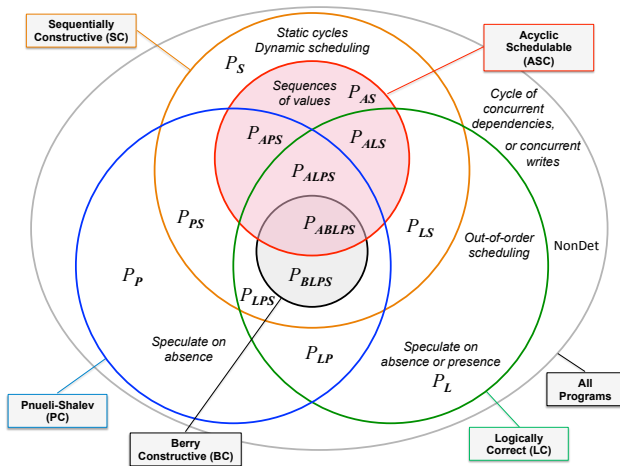 Sequentially
Constructive (SC)
Static cycles
Dynamic scheduling
Acyclic
Schedulable
(ASC)
P_S
Sequences
of values
P_AS
Cycle of
concurrent
dependencies,
or concurrent
writes
P_APS
P_ALS
P_ALPS
P_PS
P_ABLPS
P_LS
Out-of-order
scheduling
NonDet
P_P
P_BLPS
P_LPS
Speculate on
absence
P_LP
Speculate on
absence or presence
P_L
All
Programs
Pnueli-Shalev
(PC)
Berry
Constructive (BC)
Logically
Correct (LC)